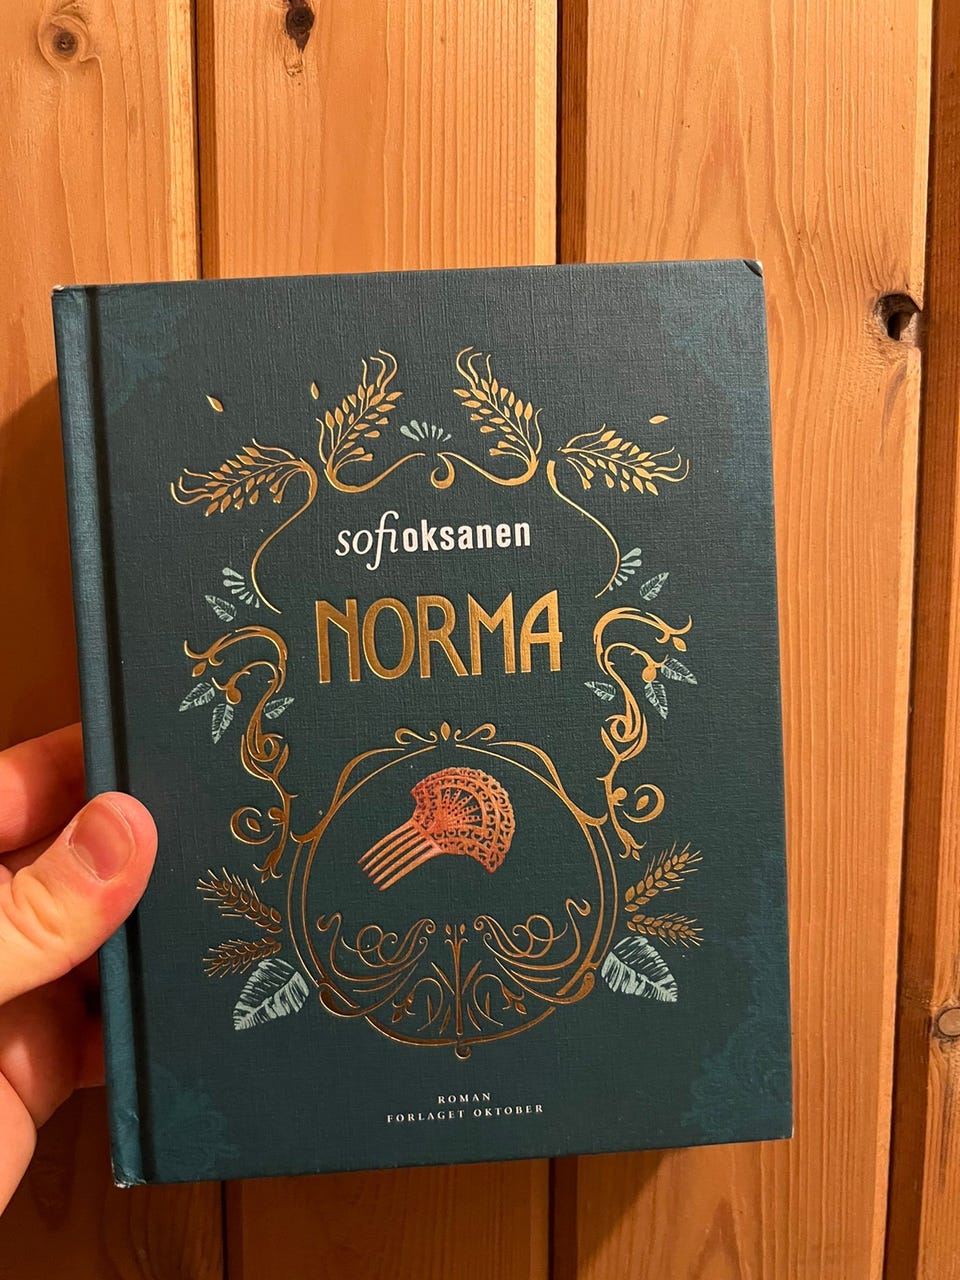 sofioksanen
NORMA
ROMAN
FORLAGET OKTOBER